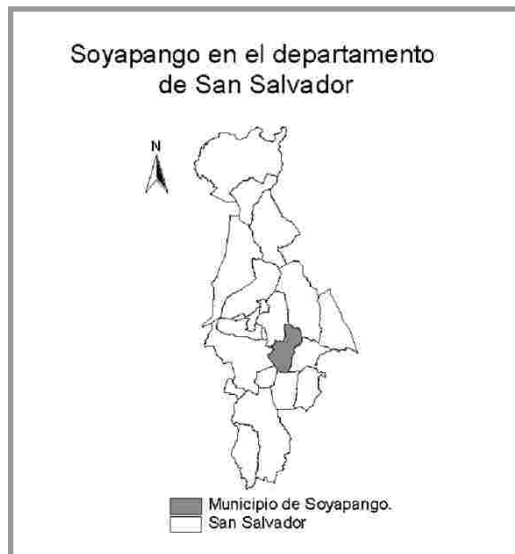 Soyapango en el departamento
de San Salvador
N
Municipio de Soyapango.
San Salvador